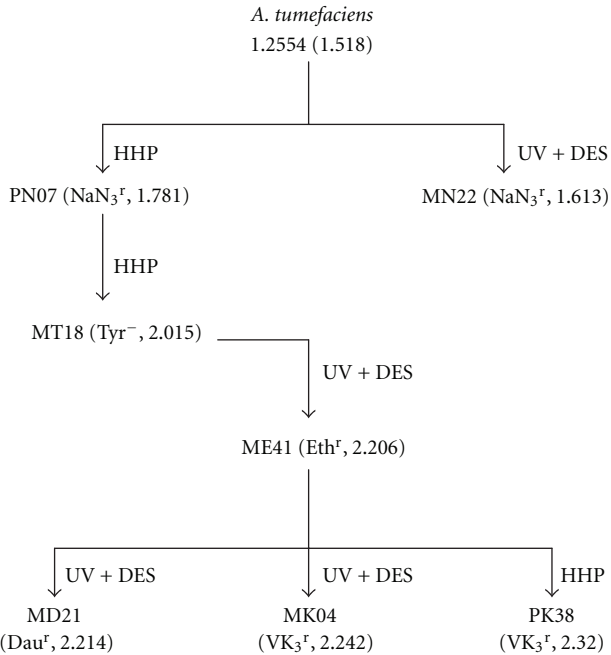 A. tumefaciens
1.2554 (1.518)
HHP
UV + DES
PN07 (NaN₃ʳ, 1.781)
MN22 (NaN₃ʳ, 1.613)
HHP
MT18 (Tyr⁻, 2.015)
UV + DES
ME41 (Ethʳ, 2.206)
UV + DES
UV + DES
HHP
MD21
(Dauʳ, 2.214)
MK04
(VK₃ʳ, 2.242)
PK38
(VK₃ʳ, 2.32)